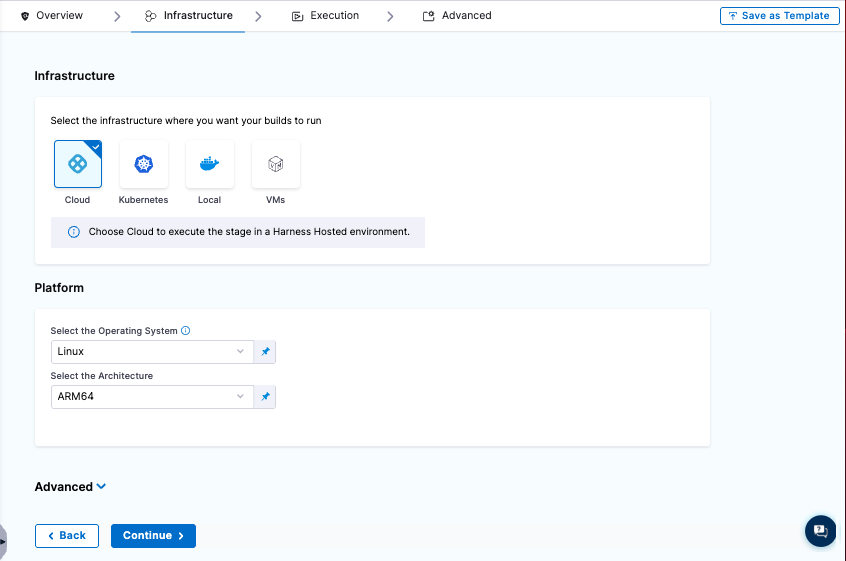 Overview
Infrastructure
Execution
Advanced
Save as Template
Infrastructure
Select the infrastructure where you want your builds to run
Cloud
Kubernetes
Local
VMs
Choose Cloud to execute the stage in a Harness Hosted environment.
Platform
Select the Operating System
Linux
Select the Architecture
ARM64
Advanced
Back
Continue